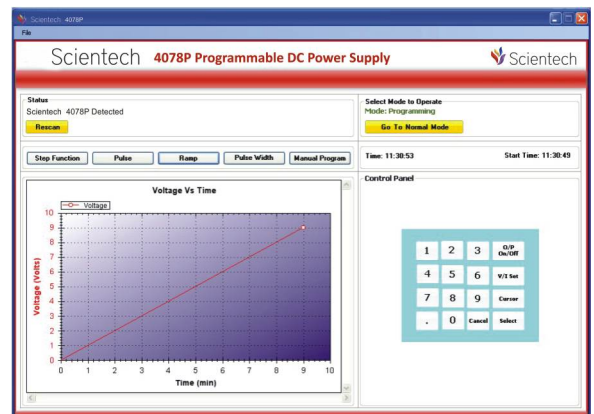 Scientech 4078P
File
Scientech 4078P Programmable DC Power Supply
Scientech
Status
Scientech 4078P Detected
Rescan
Select Mode to Operate
Mode: Programming
Go To Normal Mode
Step Function Pulse Ramp Pulse Width Manual Program
Time: 11:30:53 Start Time: 11:30:49
Voltage Vs Time
Voltage
Voltage (Volts)
10
9
8
7
6
5
4
3
2
1
0
0 1 2 3 4 5 6 7 8 9 10
Time (min)
Control Panel
1 2 3 O/P On/Off
4 5 6 V/I Set
7 8 9 Cursor
. 0 Cancel Select